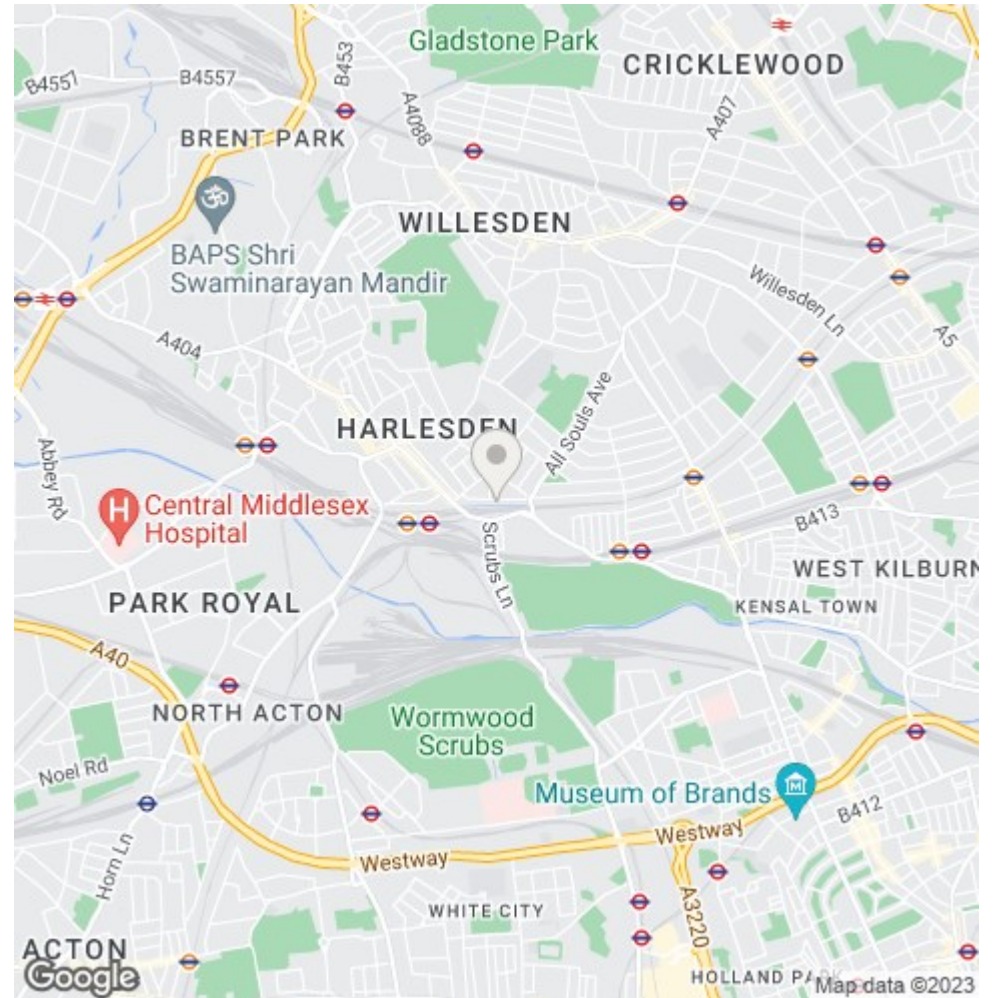 Gladstone Park
CRICKLEWOOD
B4557
B4557
B453
A4088
A407
BRENT PARK
WILLESDEN
BAPS Shri
Swaminarayan Mandir
Willesden Ln
A404
A5
All Souls Ave
HARLESDEN
Abbey Rd
Central Middlesex
Hospital
H
Scrubs Ln
B413
WEST KILBURN
PARK ROYAL
KENSAL TOWN
A40
NORTH ACTON
Wormwood
Scrubs
Noel Rd
Museum of Brands
M
B412
Westway
Westway
Horn Ln
WHITE CITY
A3220
ACTON
Google
HOLLAND PA
Map data ©2023